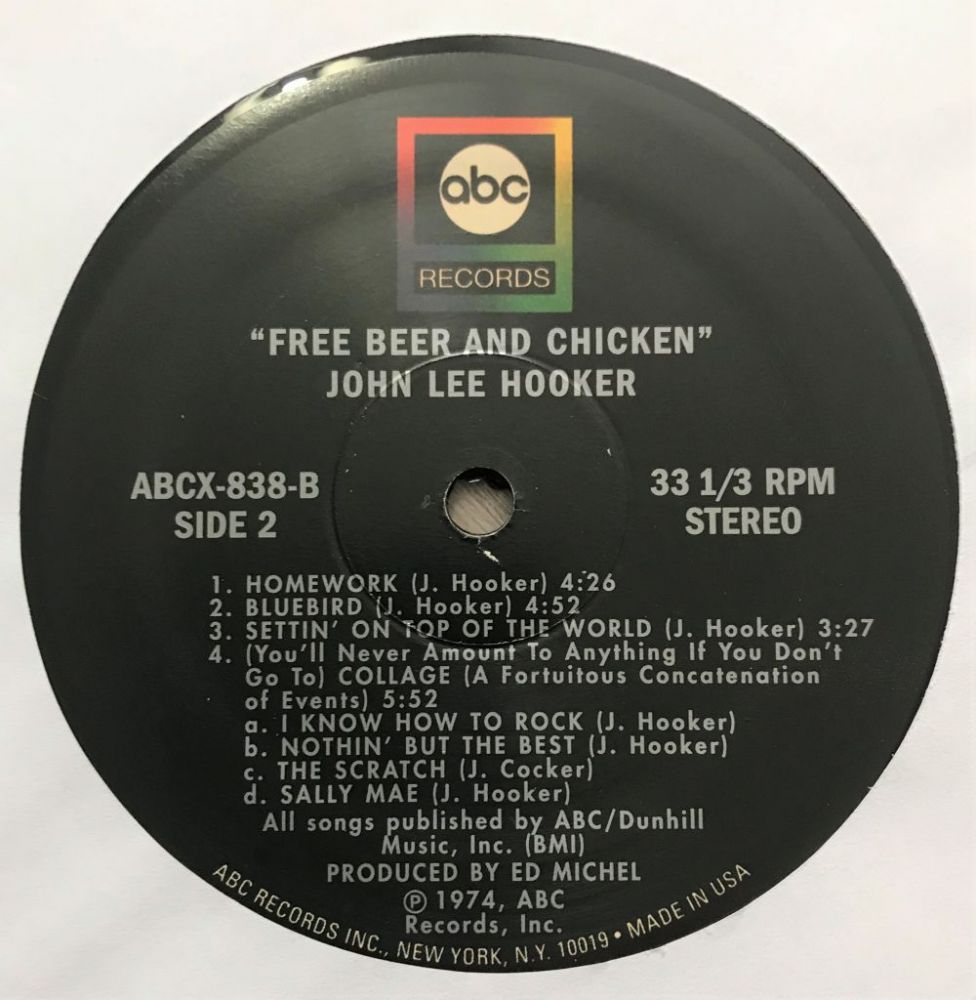 abc
RECORDS
“FREE BEER AND CHICKEN”
JOHN LEE HOOKER
ABCX-838-B
SIDE 2
33 1/3 RPM
STEREO
1. HOMEWORK (J. Hooker) 4:26
2. BLUEBIRD (J. Hooker) 4:52
3. SETTIN’ ON TOP OF THE WORLD (J. Hooker) 3:27
4. (You’ll Never Amount To Anything If You Don’t
Go To) COLLAGE (A Fortuitous Concatenation
of Events) 5:52
a. I KNOW HOW TO ROCK (J. Hooker)
b. NOTHIN’ BUT THE BEST (J. Hooker)
c. THE SCRATCH (J. Cocker)
d. SALLY MAE (J. Hooker)
All songs published by ABC/Dunhill
Music, Inc. (BMI)
PRODUCED BY ED MICHEL
℗ 1974, ABC
Records, Inc.
ABC RECORDS INC., NEW YORK, N.Y. 10019 • MADE IN USA